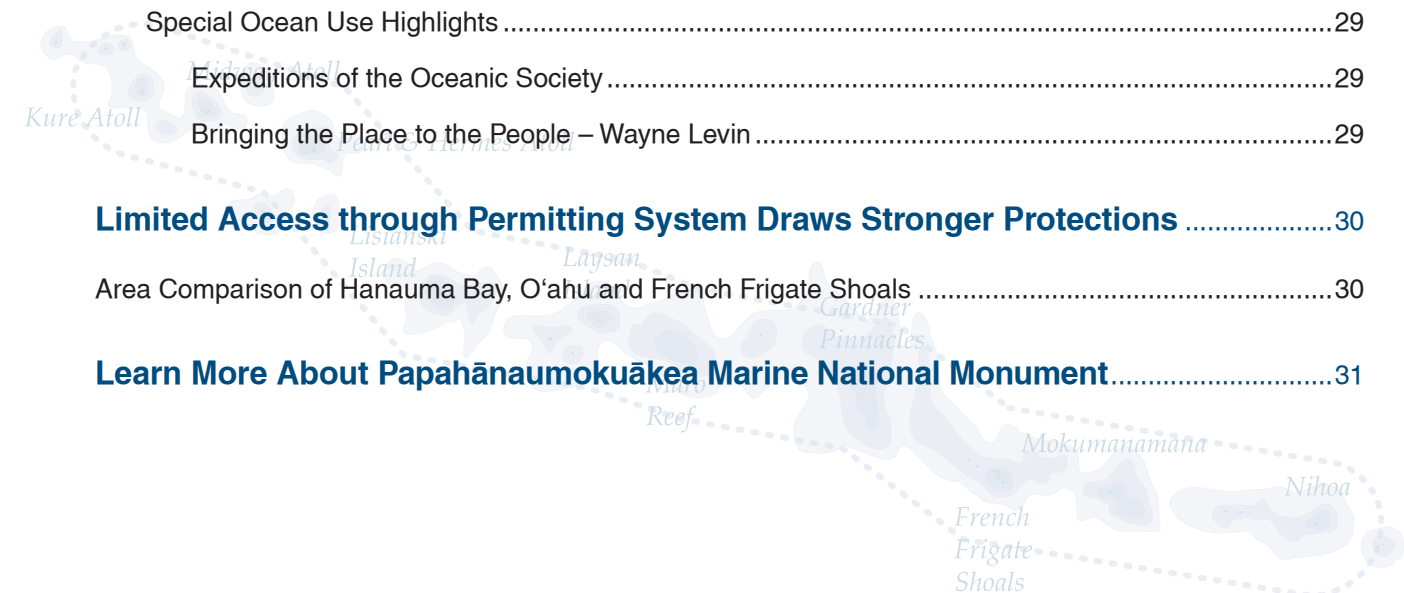 Special Ocean Use Highlights ........ 29
Expeditions of the Oceanic Society ........ 29
Bringing the Place to the People – Wayne Levin ........ 29
Limited Access through Permitting System Draws Stronger Protections ........ 30
Area Comparison of Hanauma Bay, Oʻahu and French Frigate Shoals ........ 30
Learn More About Papahānaumokuākea Marine National Monument ........ 31
Midway Atoll
Kure Atoll
Pearl & Hermes Atoll
Lisianski
Island
Laysan
Gardner
Pinnacles
Maro
Reef
Mokumanamana
Nihoa
French
Frigate
Shoals